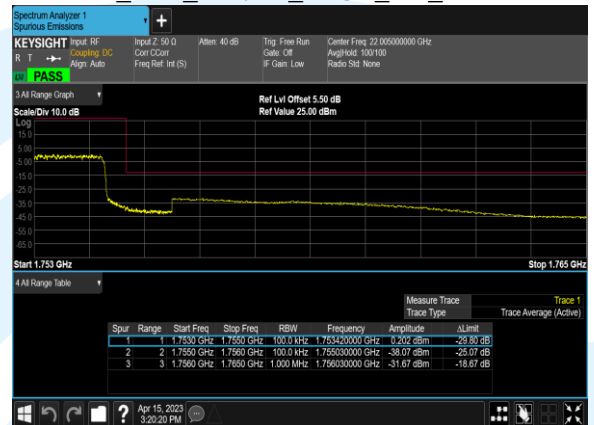 Spectrum Analyzer 1
Spurious Emissions
+
KEYSIGHT Input: RF Input Z: 50 Ω Atten: 40 dB Trig: Free Run Center Freq: 22.005000000 GHz
R T Coupling: DC Corr CCorr Gate: Off Avg|Hold: 100/100
Align: Auto Freq Ref: Int (S) IF Gain: Low Radio Std: None
LV PASS
3 All Range Graph
Ref Lvl Offset 5.50 dB
Scale/Div 10.0 dB Ref Value 25.00 dBm
Log
15.0
5.00
-5.00
-15.0
-25.0
-35.0
-45.0
-55.0
-65.0
Start 1.753 GHz Stop 1.765 GHz
4 All Range Table
Measure Trace Trace 1
Trace Type Trace Average (Active)
Spur Range Start Freq Stop Freq RBW Frequency Amplitude ΔLimit
1 1 1.7530 GHz 1.7550 GHz 100.0 kHz 1.753420000 GHz 0.202 dBm -29.80 dB
2 2 1.7550 GHz 1.7560 GHz 100.0 kHz 1.755030000 GHz -38.07 dBm -25.07 dB
3 3 1.7560 GHz 1.7650 GHz 1.000 MHz 1.756030000 GHz -31.67 dBm -18.67 dB
? Apr 15, 2023
3:20:20 PM